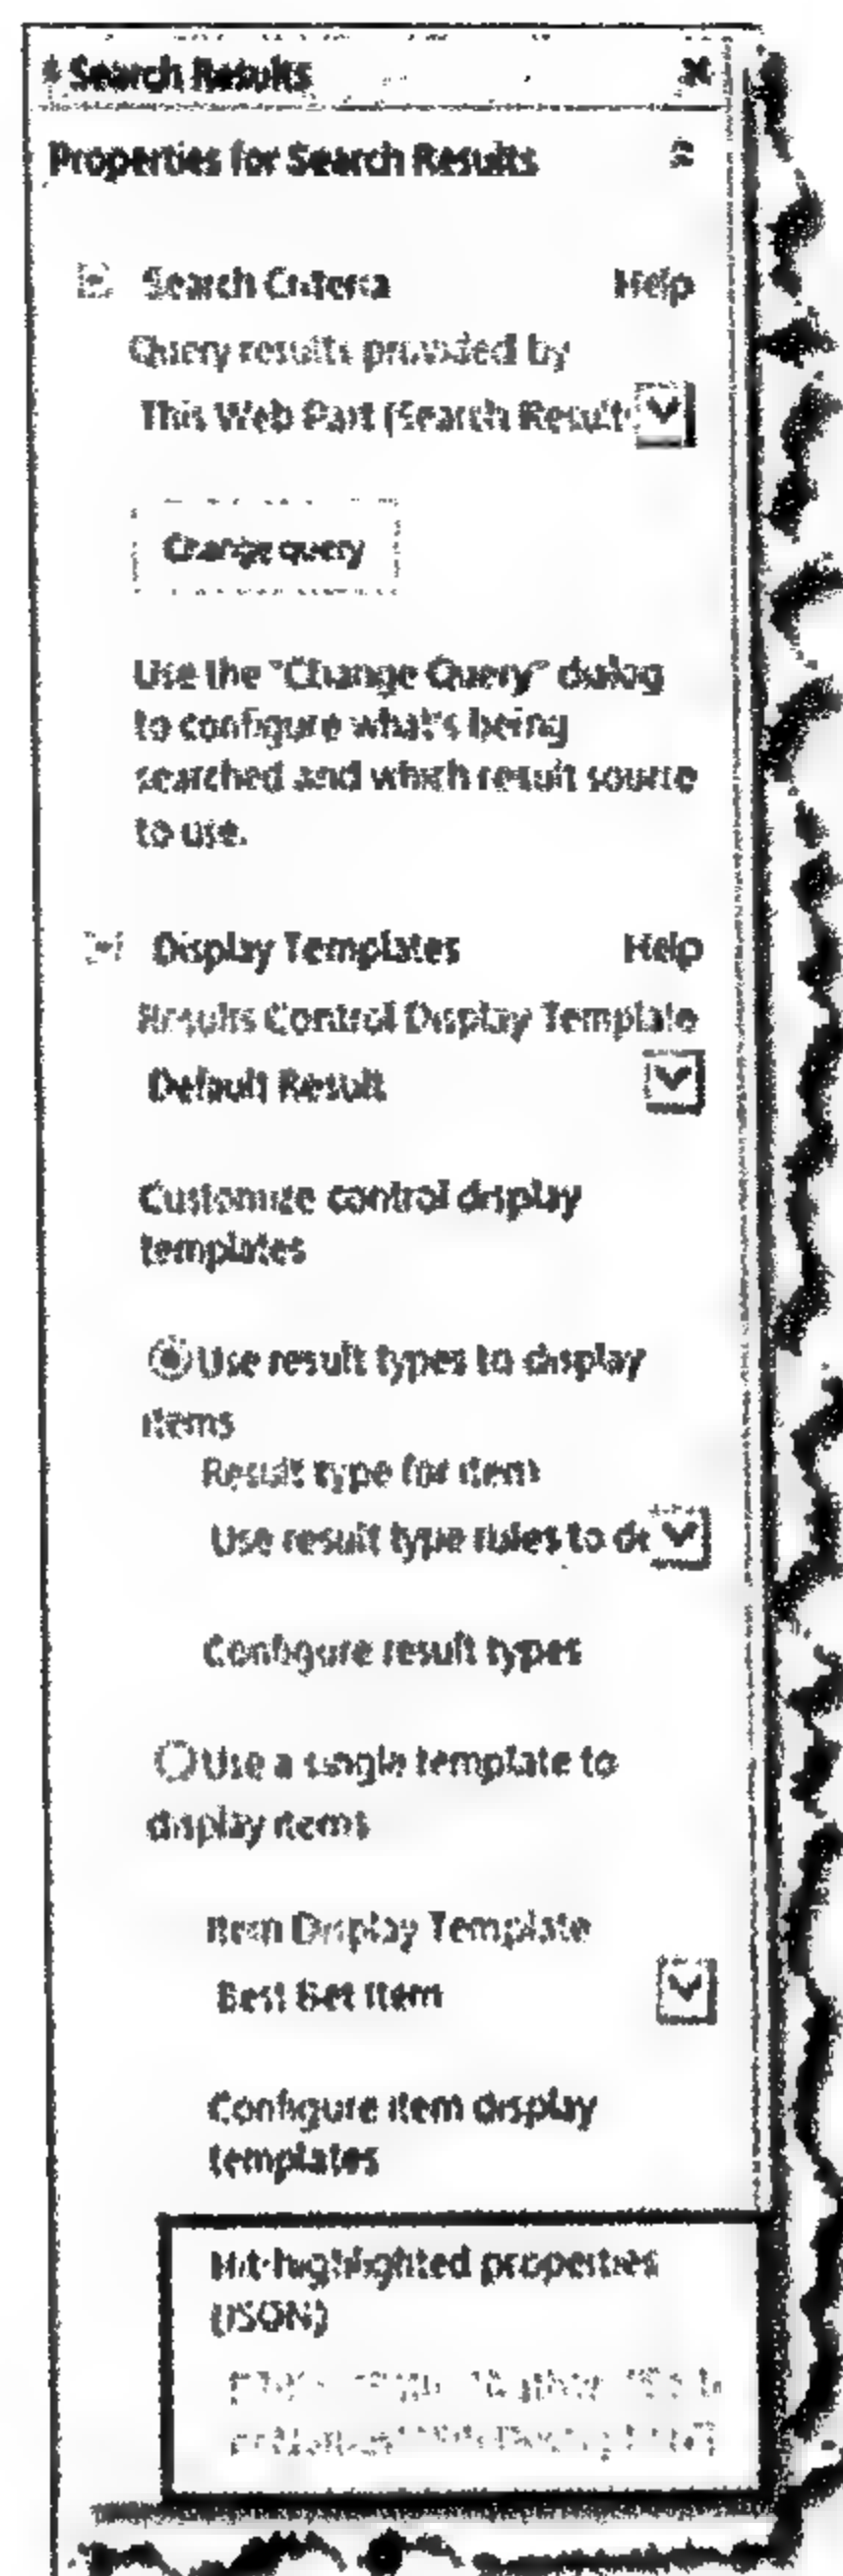 Search Results
Properties for Search Results
Search Criteria Help
Query results provided by
This Web Part (Search Results
Change query
Use the "Change Query" dialog
to configure what's being
searched and which result source
to use.
Display Templates Help
Results Control Display Template
Default Result
Customize control display
templates
Use result types to display
items
Result type for item
Use result type rules to de
Configure result types
Use a single template to
display items
Item Display Template
Best Bet Item
Configure item display
templates
Hit-highlighted properties
(JSON)